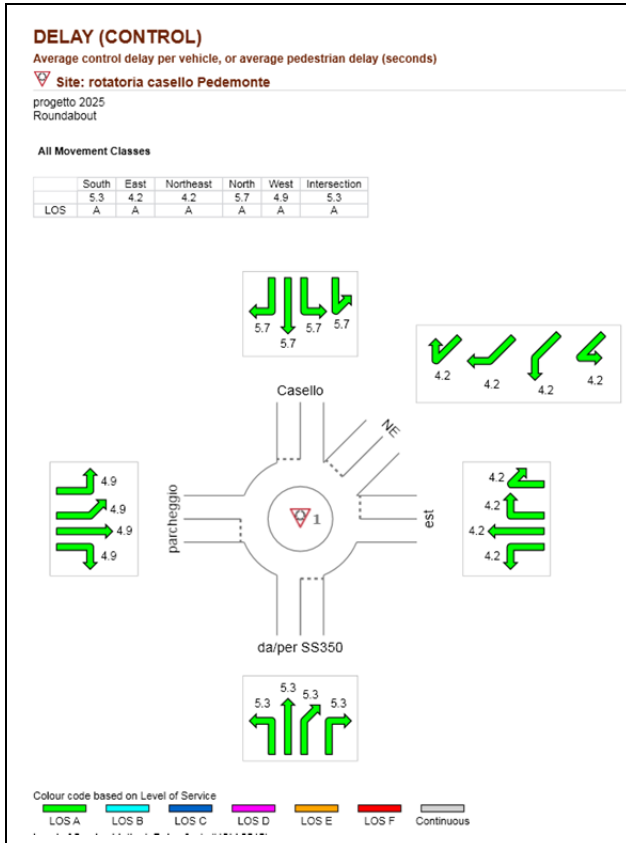 DELAY (CONTROL)
Average control delay per vehicle, or average pedestrian delay (seconds)
Site: rotatoria casello Pedemonte
progetto 2025
Roundabout
All Movement Classes
South East Northeast North West Intersection
5.3 4.2 4.2 5.7 4.9 5.3
LOS A A A A A A
5.7 5.7 5.7 5.7
4.2 4.2 4.2 4.2
Casello
NE
4.9
4.9
4.9
4.9
parcheggio
1
est
4.2
4.2
4.2
4.2
da/per SS350
5.3 5.3 5.3 5.3
Colour code based on Level of Service
LOS A LOS B LOS C LOS D LOS E LOS F Continuous